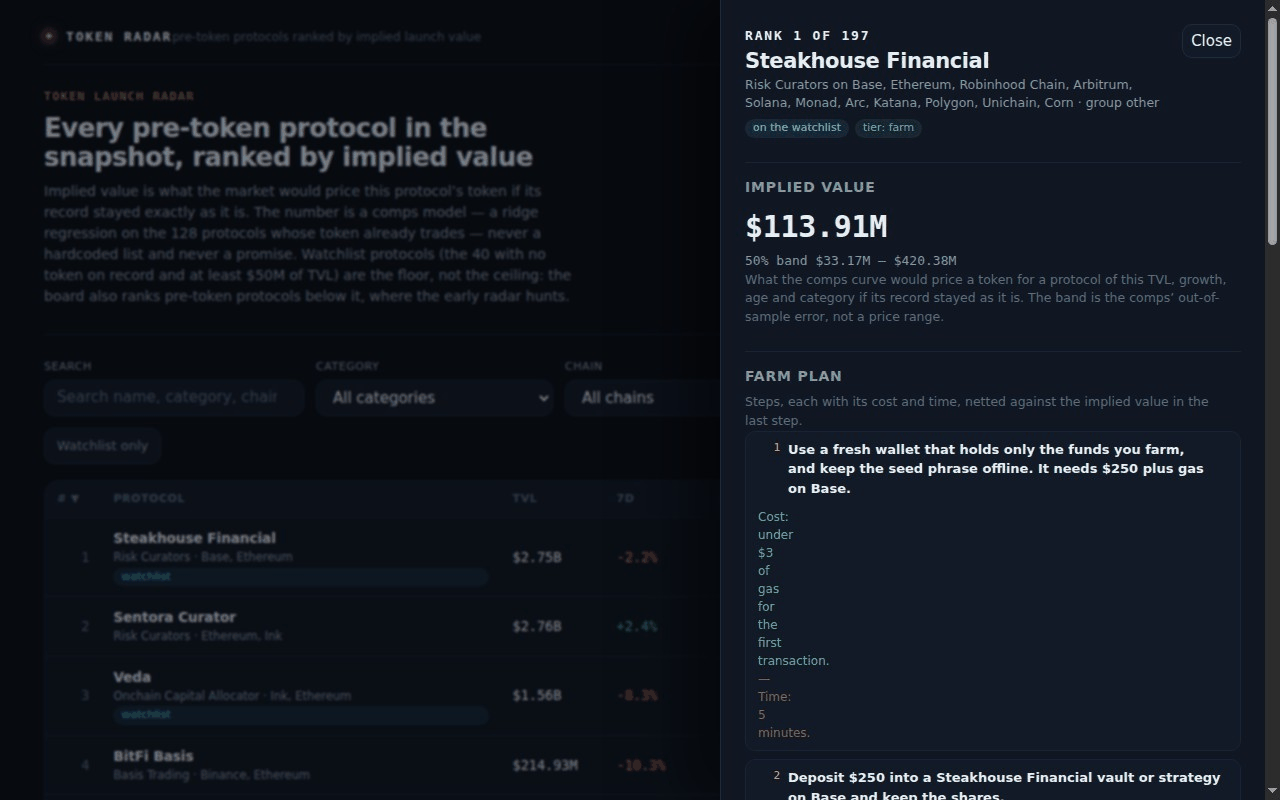 TOKEN RADAR pre-token protocols ranked by implied launch value
TOKEN LAUNCH RADAR
Every pre-token protocol in the
snapshot, ranked by implied value
Implied value is what the market would price this protocol’s token if its
record stayed exactly as it is. The number is a comps model — a ridge
regression on the 128 protocols whose token already trades — never a
hardcoded list and never a promise. Watchlist protocols (the 40 with no
token on record and at least $50M of TVL) are the floor, not the ceiling: the
board also ranks pre-token protocols below it, where the early radar hunts.
SEARCH CATEGORY CHAIN
Search name, category, chain All categories All chains
Watchlist only
# ▼ PROTOCOL TVL 7D
1 Steakhouse Financial $2.75B -2.2%
Risk Curators · Base, Ethereum
watchlist
2 Sentora Curator $2.76B +2.4%
Risk Curators · Ethereum, Ink
3 Veda $1.56B -8.3%
Onchain Capital Allocator · Ink, Ethereum
watchlist
4 BitFi Basis $214.93M -10.3%
Basis Trading · Binance, Ethereum
RANK 1 OF 197
Close
Steakhouse Financial
Risk Curators on Base, Ethereum, Robinhood Chain, Arbitrum,
Solana, Monad, Arc, Katana, Polygon, Unichain, Corn · group other
on the watchlist tier: farm
IMPLIED VALUE
$113.91M
50% band $33.17M — $420.38M
What the comps curve would price a token for a protocol of this TVL, growth,
age and category if its record stayed as it is. The band is the comps’ out-of-
sample error, not a price range.
FARM PLAN
Steps, each with its cost and time, netted against the implied value in the
last step.
1 Use a fresh wallet that holds only the funds you farm,
and keep the seed phrase offline. It needs $250 plus gas
on Base.
Cost:
under
$3
of
gas
for
the
first
transaction.
—
Time:
5
minutes.
2 Deposit $250 into a Steakhouse Financial vault or strategy
on Base and keep the shares.